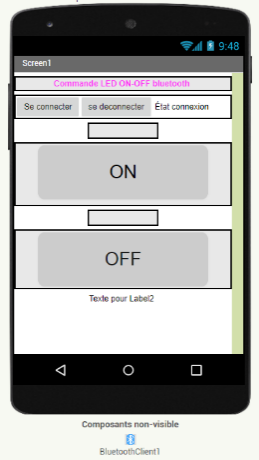 9:48
Screen1
Commande LED ON-OFF bluetooth
Se connecter se deconnecter État connexion
ON
OFF
Texte pour Label2
Composants non-visible
BluetoothClient1